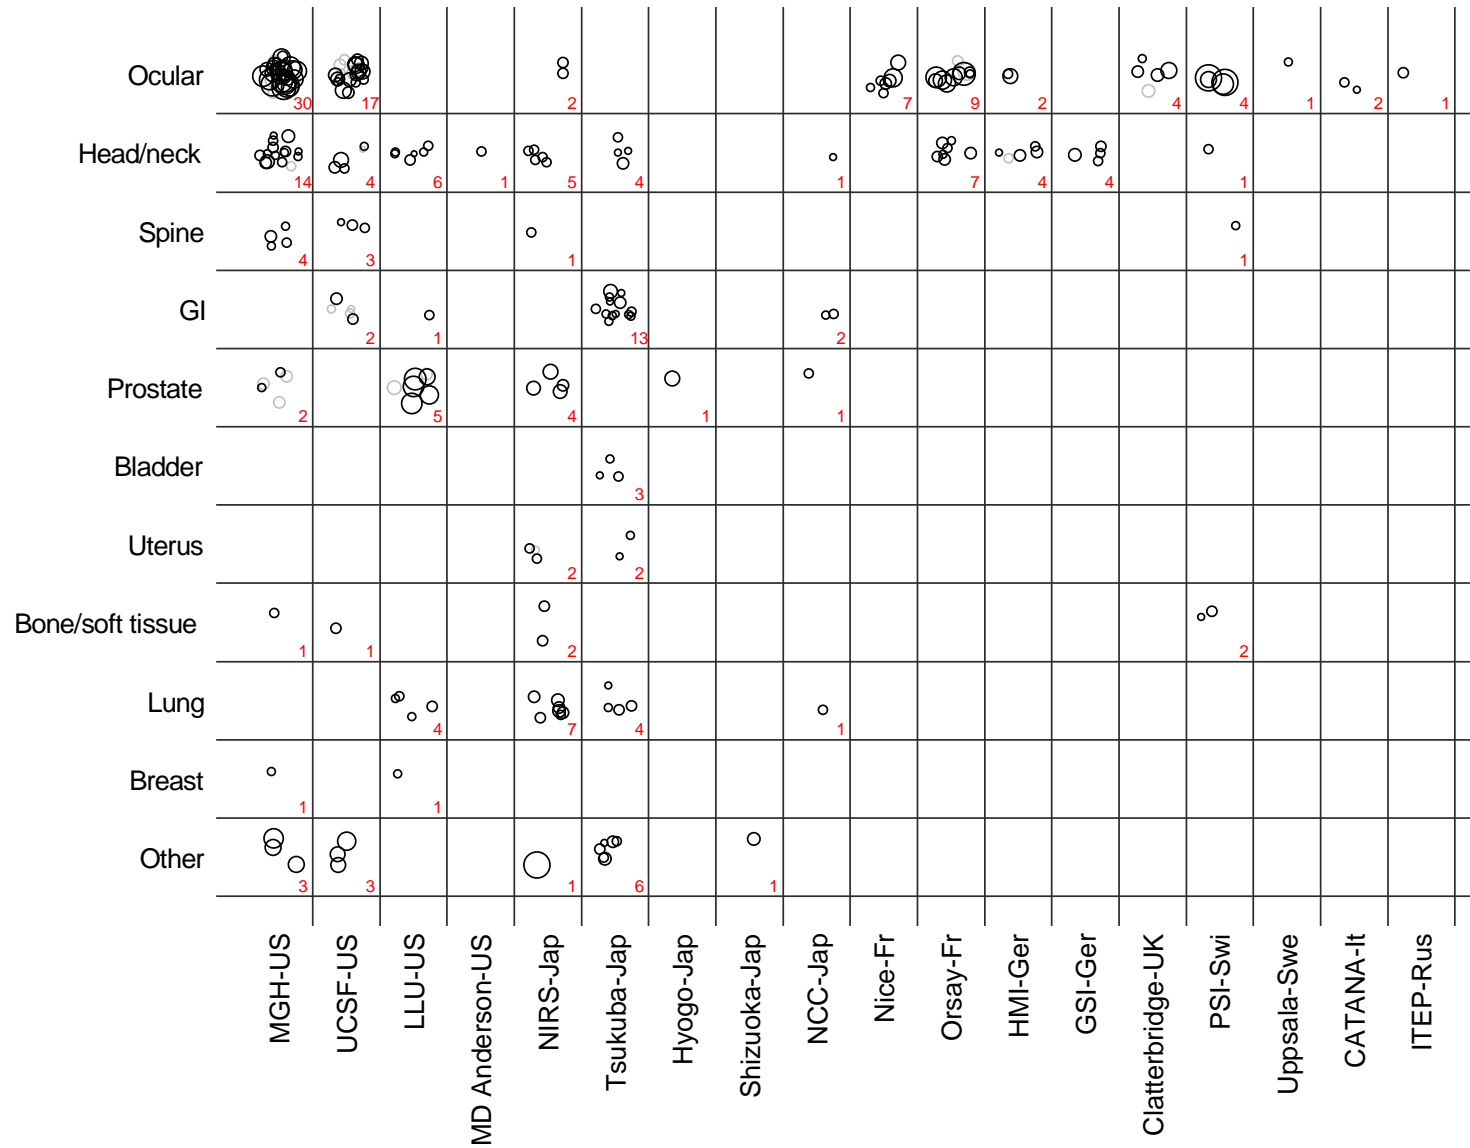 Ocular 30 17 2 7 9 2 4 4 1 2 1
Head/neck 14 4 6 1 5 4 1 7 4 4 1
Spine 4 3 1 1
GI 2 1 13 2
Prostate 2 5 4 1 1
Bladder 3
Uterus 2 2
Bone/soft tissue 1 1 2 2
Lung 4 7 4 1
Breast 1 1
Other 3 3 1 6 1
MGH-US
UCSF-US
LLU-US
MD Anderson-US
NIRS-Jap
Tsukuba-Jap
Hyogo-Jap
Shizuoka-Jap
NCC-Jap
Nice-Fr
Orsay-Fr
HMI-Ger
GSI-Ger
Clatterbridge-UK
PSI-Swi
Uppsala-Swe
CATANA-It
ITEP-Rus